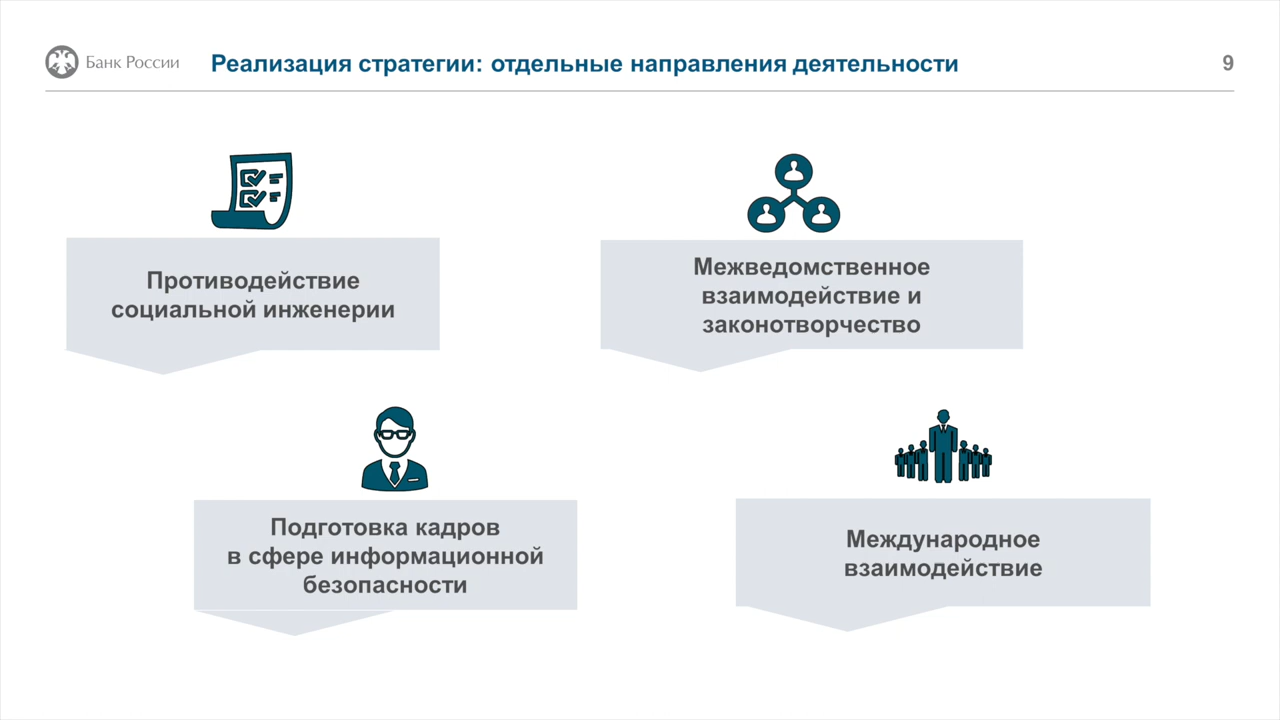 Банк России
Реализация стратегии: отдельные направления деятельности
9
Противодействие
социальной инженерии
Межведомственное
взаимодействие и
законотворчество
Подготовка кадров
в сфере информационной
безопасности
Международное
взаимодействие